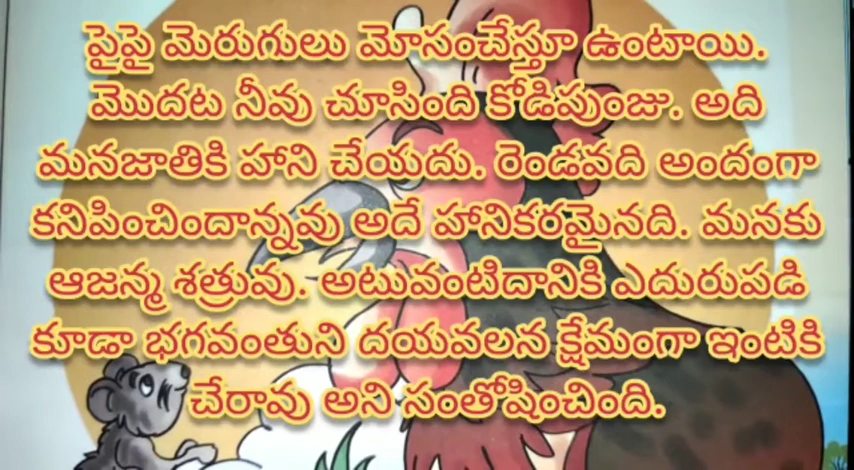 పైపై మెరుగులు మోసంచేస్తూ ఉంటాయి.
మొదట నీవు చూసింది కోడిపుంజు. అది
మనజాతికి హాని చేయదు. రెండవది అందంగా
కనిపించిందాన్నవు అదే హానికరమైనది. మనకు
ఆజన్మ శత్రువు. అటువంటిదానికి ఎదురుపడి
కూడా భగవంతుని దయవలన క్షేమంగా ఇంటికి
చేరావు అని సంతోషించింది.